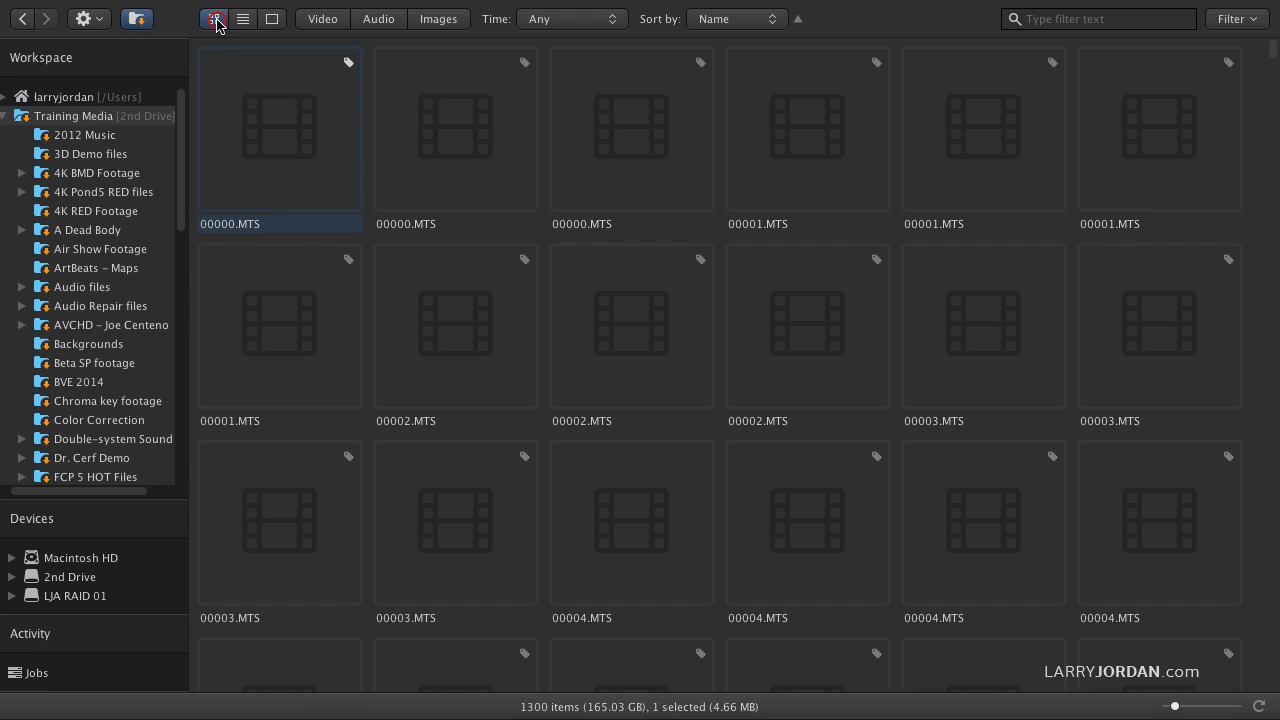 Video Audio Images Time: Any Sort by: Name Type filter text Filter
Workspace
larryjordan [/Users]
Training Media [2nd Drive]
2012 Music
3D Demo files
4K BMD Footage
4K Pond5 RED files
4K RED Footage
A Dead Body
Air Show Footage
ArtBeats – Maps
Audio files
Audio Repair files
AVCHD – Joe Centeno
Backgrounds
Beta SP footage
BVE 2014
Chroma key footage
Color Correction
Double-system Sound
Dr. Cerf Demo
FCP 5 HOT Files
Devices
Macintosh HD
2nd Drive
LJA RAID 01
Activity
Jobs
00000.MTS 00000.MTS 00000.MTS 00001.MTS 00001.MTS 00001.MTS
00001.MTS 00002.MTS 00002.MTS 00002.MTS 00003.MTS 00003.MTS
00003.MTS 00003.MTS 00004.MTS 00004.MTS 00004.MTS 00004.MTS
LARRYJORDAN.com
1300 items (165.03 GB), 1 selected (4.66 MB)